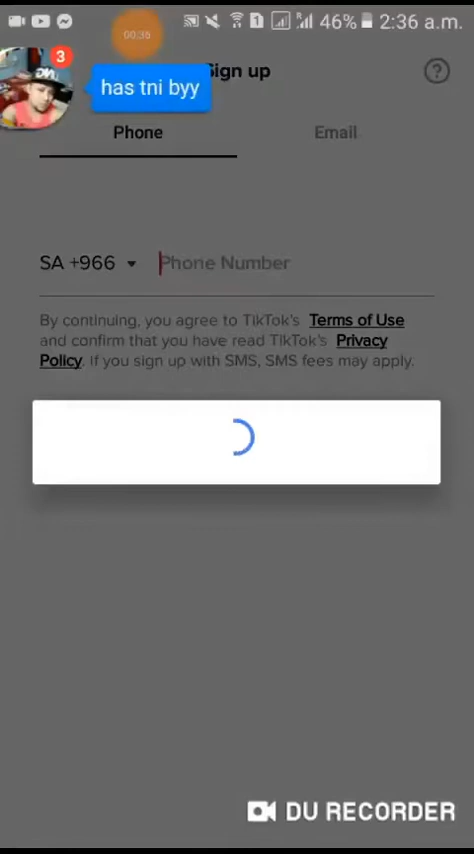 00:36
1
46%
2:36 a.m.
3
has tni byy
Sign up
?
Phone
Email
SA +966
Phone Number
By continuing, you agree to TikTok's Terms of Use
and confirm that you have read TikTok's Privacy
Policy. If you sign up with SMS, SMS fees may apply.
DU RECORDER